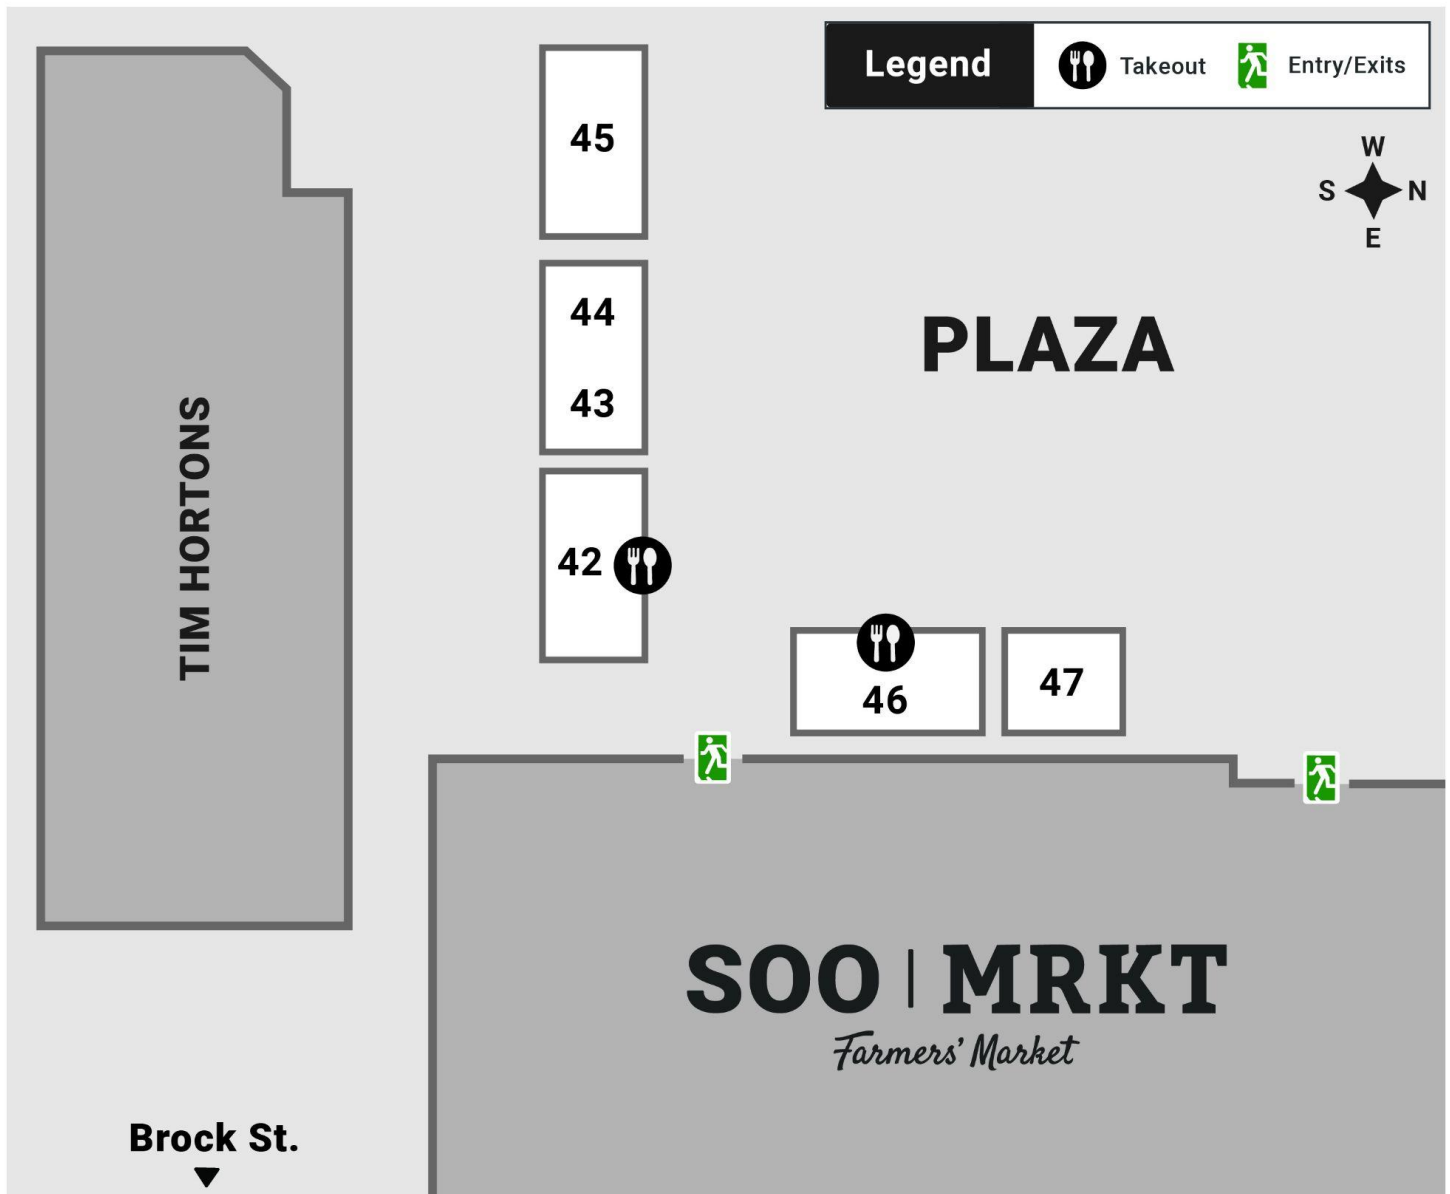 Legend
Takeout
Entry/Exits
W
S N
E
45
44
43
42
PLAZA
TIM HORTONS
46
47
SOO | MRKT
Farmers' Market
Brock St.